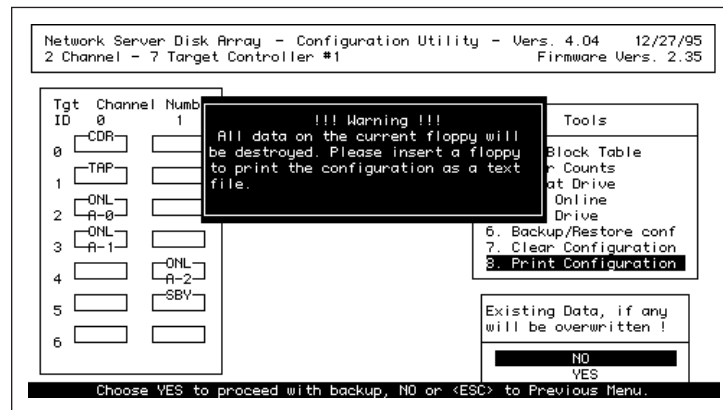 Network Server Disk Array - Configuration Utility - Vers. 4.04 12/27/95
2 Channel - 7 Target Controller #1 Firmware Vers. 2.35
Tgt Channel Numb
ID 0 1
0 CDR
1 TAP
2 ONL A-0
3 ONL A-1
4 ONL A-2
5 SBY
6
!!! Warning !!!
All data on the current floppy will
be destroyed. Please insert a floppy
to print the configuration as a text
file.
Tools
Block Table
Counts
Drive
Online
Drive
6. Backup/Restore conf
7. Clear Configuration
8. Print Configuration
Existing Data, if any
will be overwritten !
NO
YES
Choose YES to proceed with backup, NO or <ESC> to Previous Menu.